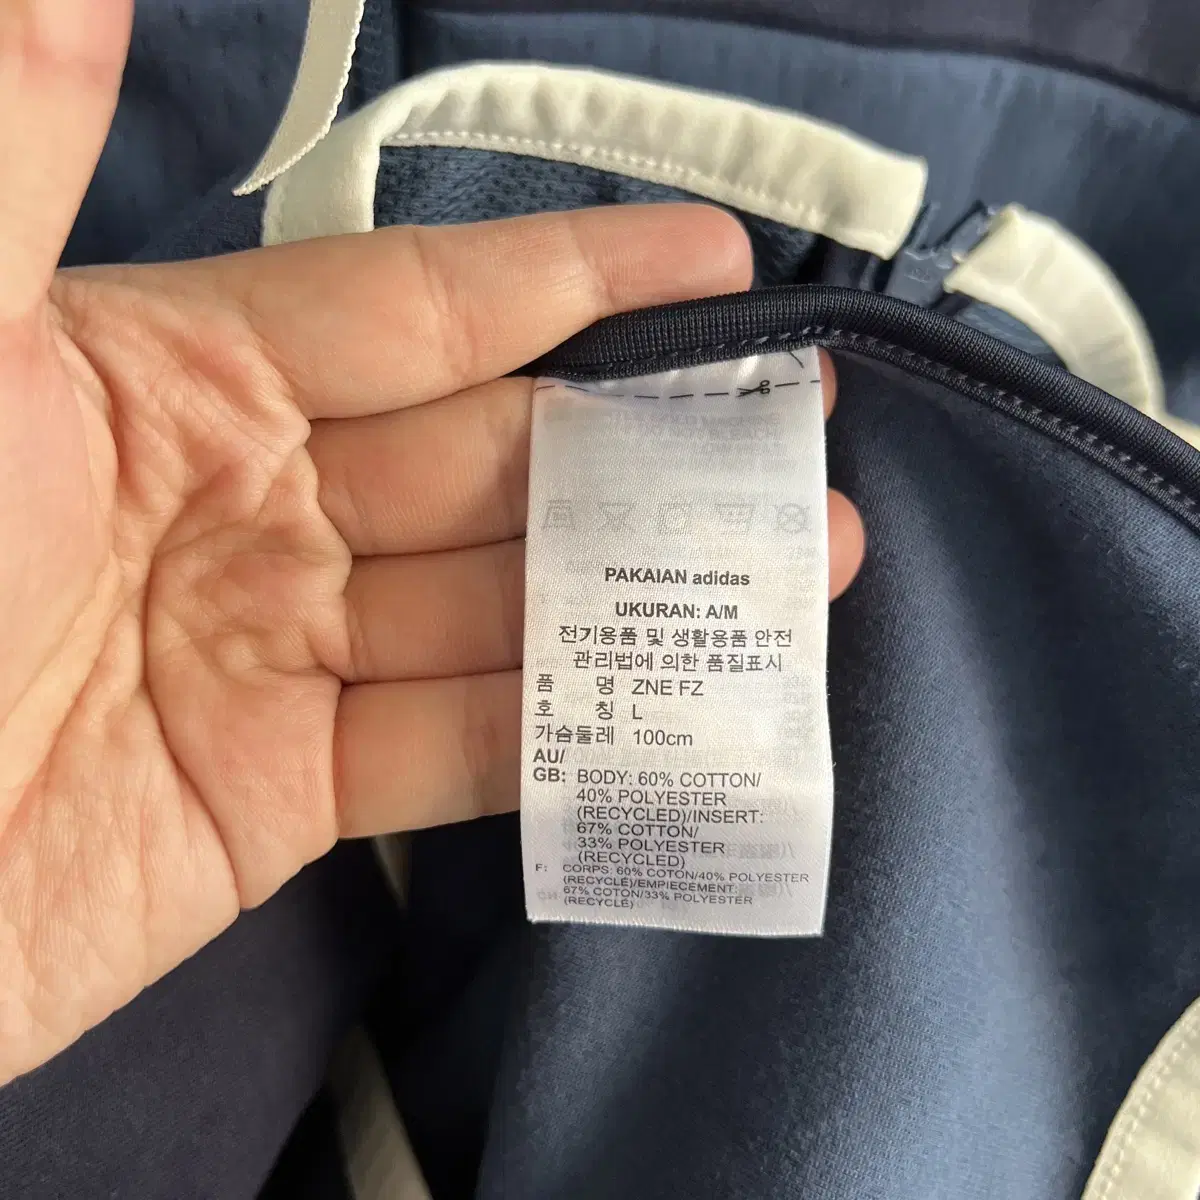 PAKAIAN adidas
UKURAN: A/M
전기용품 및 생활용품 안전
관리법에 의한 품질표시
품 명 ZNE FZ
호 칭 L
가슴둘레 100cm
AU/
GB: BODY: 60% COTTON/
40% POLYESTER
(RECYCLED)/INSERT:
67% COTTON/
33% POLYESTER
(RECYCLED)
F: CORPS: 60% COTON/40% POLYESTER
(RECYCLÉ)/EMPIECEMENT:
67% COTON/33% POLYESTER
(RECYCLÉ)